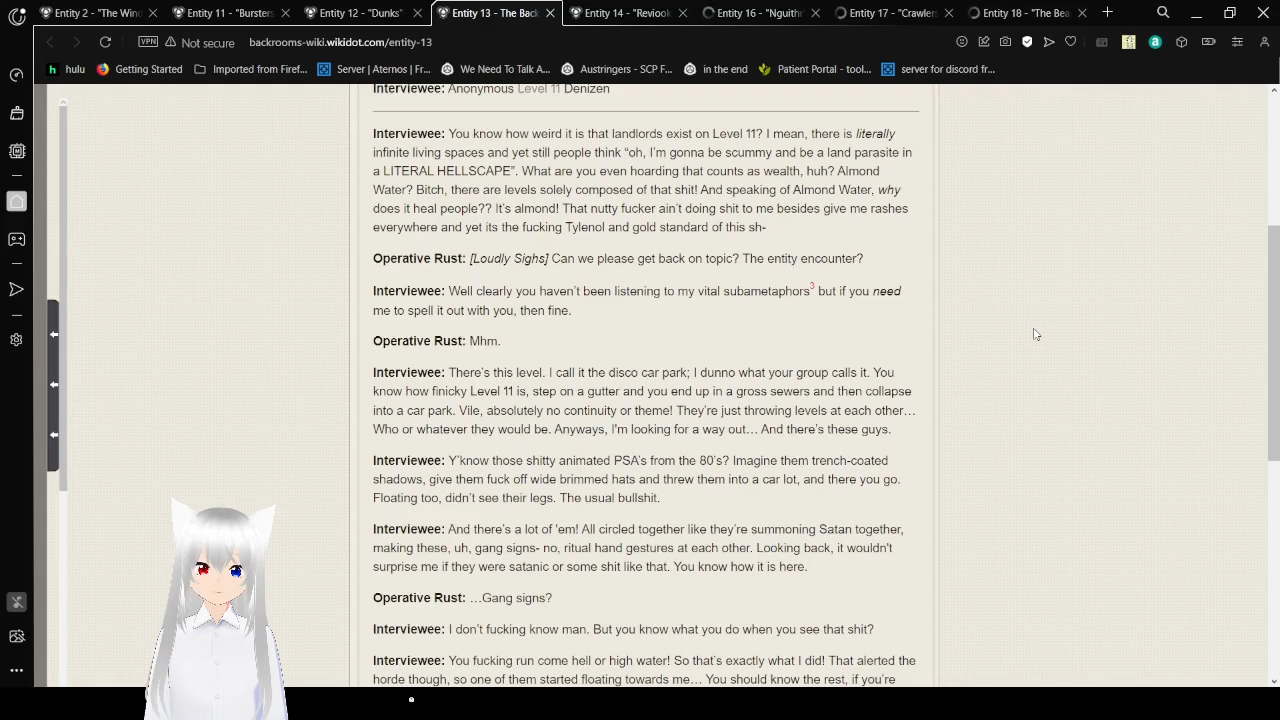 Entity 2 - "The Wind
Entity 11 - "Bursters
Entity 12 - "Dunks"
Entity 13 - The Back
Entity 14 - "Reviook
Entity 16 - "Nguithr
Entity 17 - "Crawlers
Entity 18 - "The Bea
VPN Not secure backrooms-wiki.wikidot.com/entity-13
hulu
Getting Started
Imported from Firef...
Server | Aternos | Fr...
We Need To Talk A...
Austringers - SCP F...
in the end
Patient Portal - tool...
server for discord fr...
Interviewee: Anonymous Level 11 Denizen
Interviewee: You know how weird it is that landlords exist on Level 11? I mean, there is literally
infinite living spaces and yet still people think “oh, I’m gonna be scummy and be a land parasite in
a LITERAL HELLSCAPE”. What are you even hoarding that counts as wealth, huh? Almond
Water? Bitch, there are levels solely composed of that shit! And speaking of Almond Water, why
does it heal people?? It’s almond! That nutty fucker ain’t doing shit to me besides give me rashes
everywhere and yet its the fucking Tylenol and gold standard of this sh-
Operative Rust: [Loudly Sighs] Can we please get back on topic? The entity encounter?
Interviewee: Well clearly you haven’t been listening to my vital subametaphors3 but if you need
me to spell it out with you, then fine.
Operative Rust: Mhm.
Interviewee: There’s this level. I call it the disco car park; I dunno what your group calls it. You
know how finicky Level 11 is, step on a gutter and you end up in a gross sewers and then collapse
into a car park. Vile, absolutely no continuity or theme! They’re just throwing levels at each other…
Who or whatever they would be. Anyways, I'm looking for a way out… And there’s these guys.
Interviewee: Y’know those shitty animated PSA’s from the 80’s? Imagine them trench-coated
shadows, give them fuck off wide brimmed hats and threw them into a car lot, and there you go.
Floating too, didn’t see their legs. The usual bullshit.
Interviewee: And there’s a lot of 'em! All circled together like they’re summoning Satan together,
making these, uh, gang signs- no, ritual hand gestures at each other. Looking back, it wouldn't
surprise me if they were satanic or some shit like that. You know how it is here.
Operative Rust: …Gang signs?
Interviewee: I don’t fucking know man. But you know what you do when you see that shit?
Interviewee: You fucking run come hell or high water! So that’s exactly what I did! That alerted the
horde though, so one of them started floating towards me… You should know the rest, if you’re